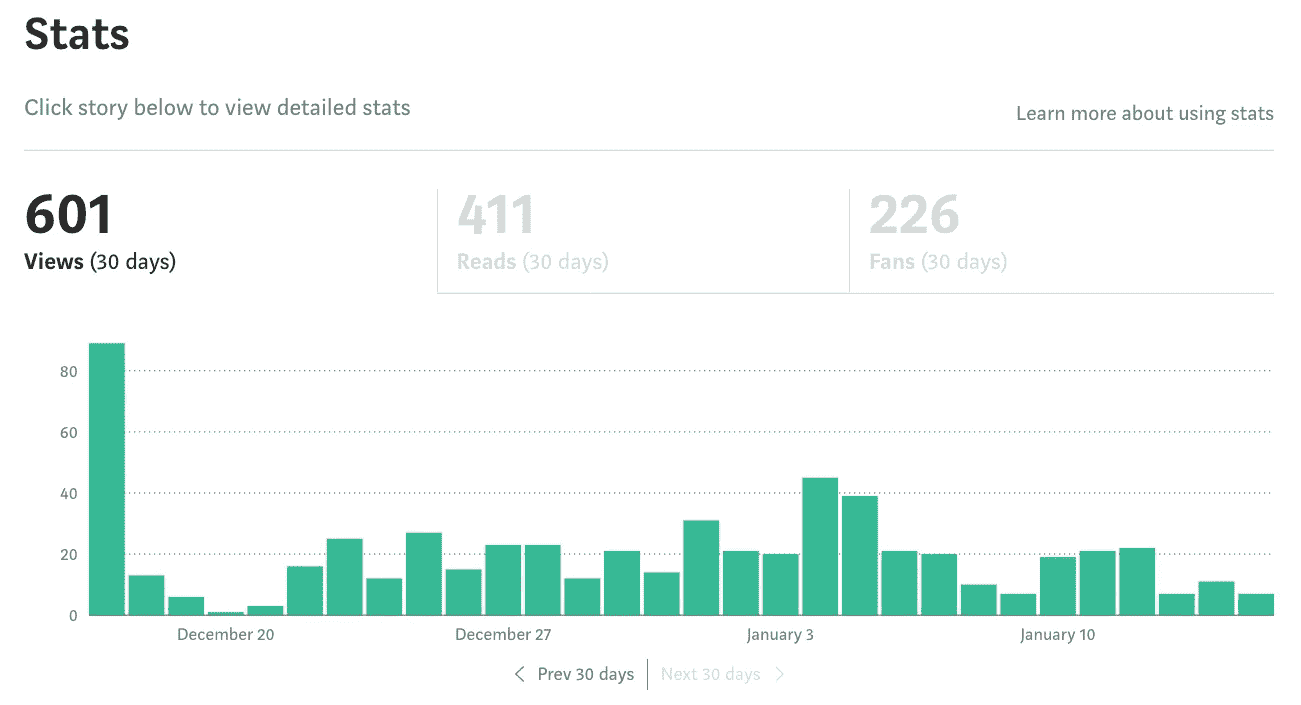 Stats
Click story below to view detailed stats
Learn more about using stats
601
Views (30 days)
411
Reads (30 days)
226
Fans (30 days)
80
60
40
20
0
December 20
December 27
January 3
January 10
Prev 30 days
Next 30 days